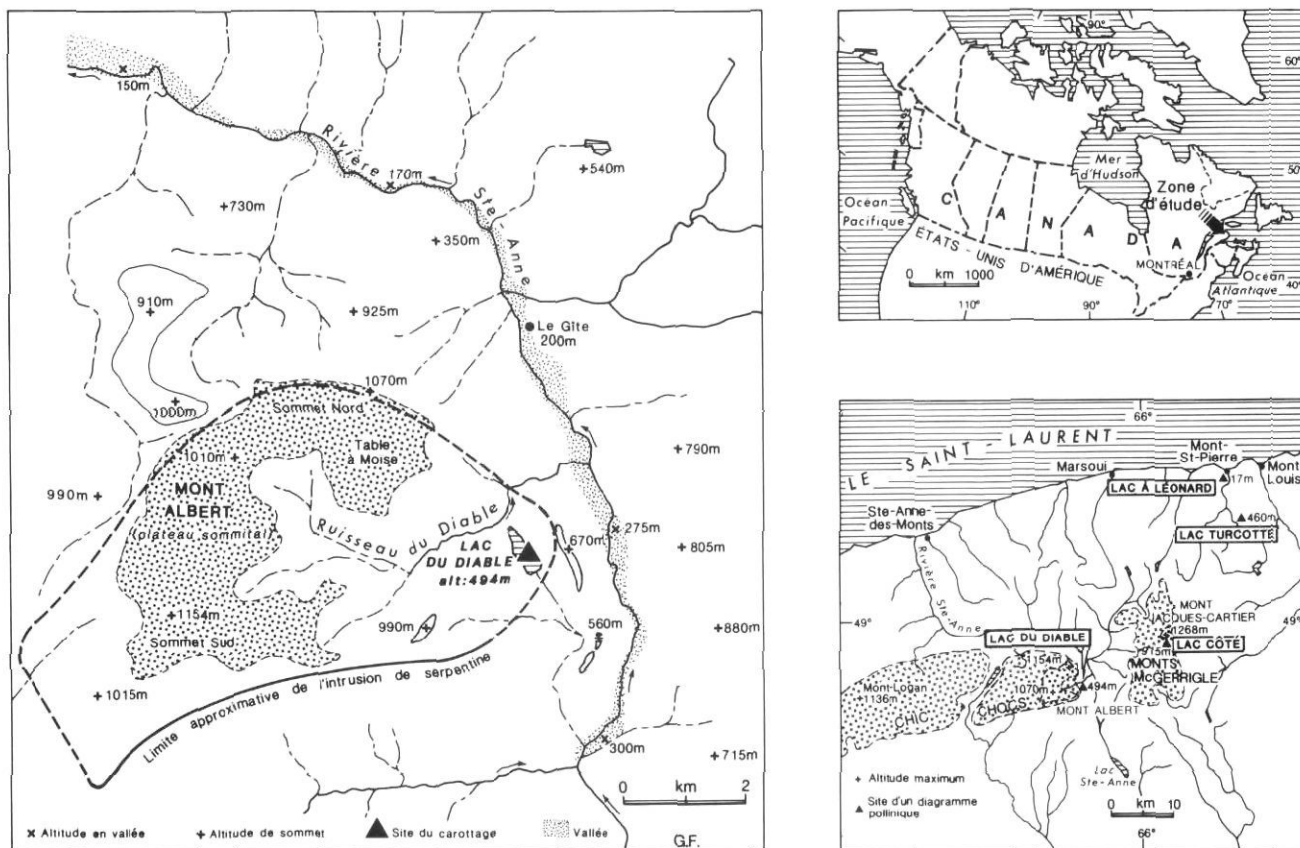 150m
Rivière
170m
Ste
Anne
540m
730m
350m
910m
925m
Le Gîte
200m
1070m
1000m
Sommet Nord
Table
à Moïse
1010m
790m
990m
MONT
ALBERT
(plateau sommital)
Ruisseau du Diable
LAC
DU DIABLE
alt:494m
670m
275m
805m
1154m
Sommet Sud
990m
560m
880m
1015m
Limite approximative de l'intrusion de serpentine
300m
715m
0 km 2
Altitude en vallée
Altitude de sommet
Site du carottage
Vallée
G.F.
90°
60°
Mer
d'Hudson
50°
Zone
d'étude
Océan
Pacifique
CANADA
ÉTATS UNIS D'AMÉRIQUE
MONTRÉAL
Océan
Atlantique
0 km 1000
40°
110°
90°
70°
66°
LE SAINT-LAURENT
Mont-
St-Pierre
Marsoui
Mont
Louis
LAC À LÉONARD
17m
Ste-Anne-
des-Monts
460m
LAC TURCOTTE
Rivière Ste-Anne
49°
MONT
JACQUES-CARTIER
1268m
49°
LAC DU DIABLE
LAC CÔTÉ
915m
1154m
MONTS
McGERRIGLE
Mont-Logan
1136m
1070m
494m
CHIC
CHOCS
MONT ALBERT
Lac
Ste-Anne
Altitude maximum
Site d'un diagramme
pollinique
0 km 10
66°